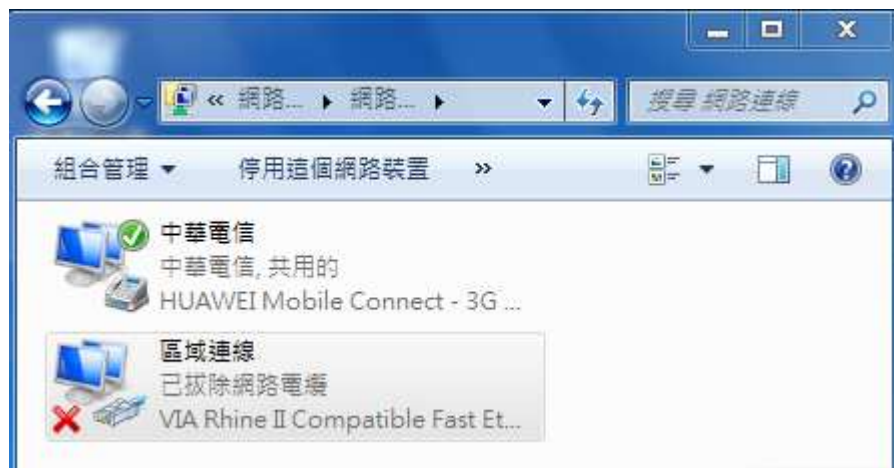 « 網路... ▸ 網路... ▸
搜尋 網路連線
組合管理 停用這個網路裝置 »
中華電信
中華電信, 共用的
HUAWEI Mobile Connect - 3G ...
區域連線
已拔除網路電纜
VIA Rhine II Compatible Fast Et...